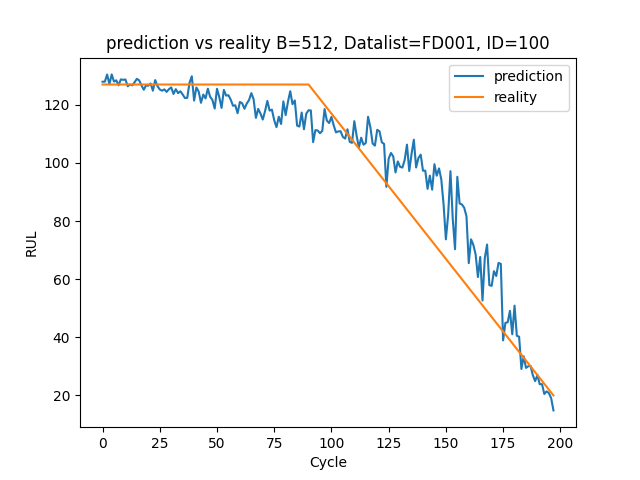 prediction vs reality B=512, Datalist=FD001, ID=100
prediction
reality
120
100
80
60
40
20
RUL
0 25 50 75 100 125 150 175 200
Cycle